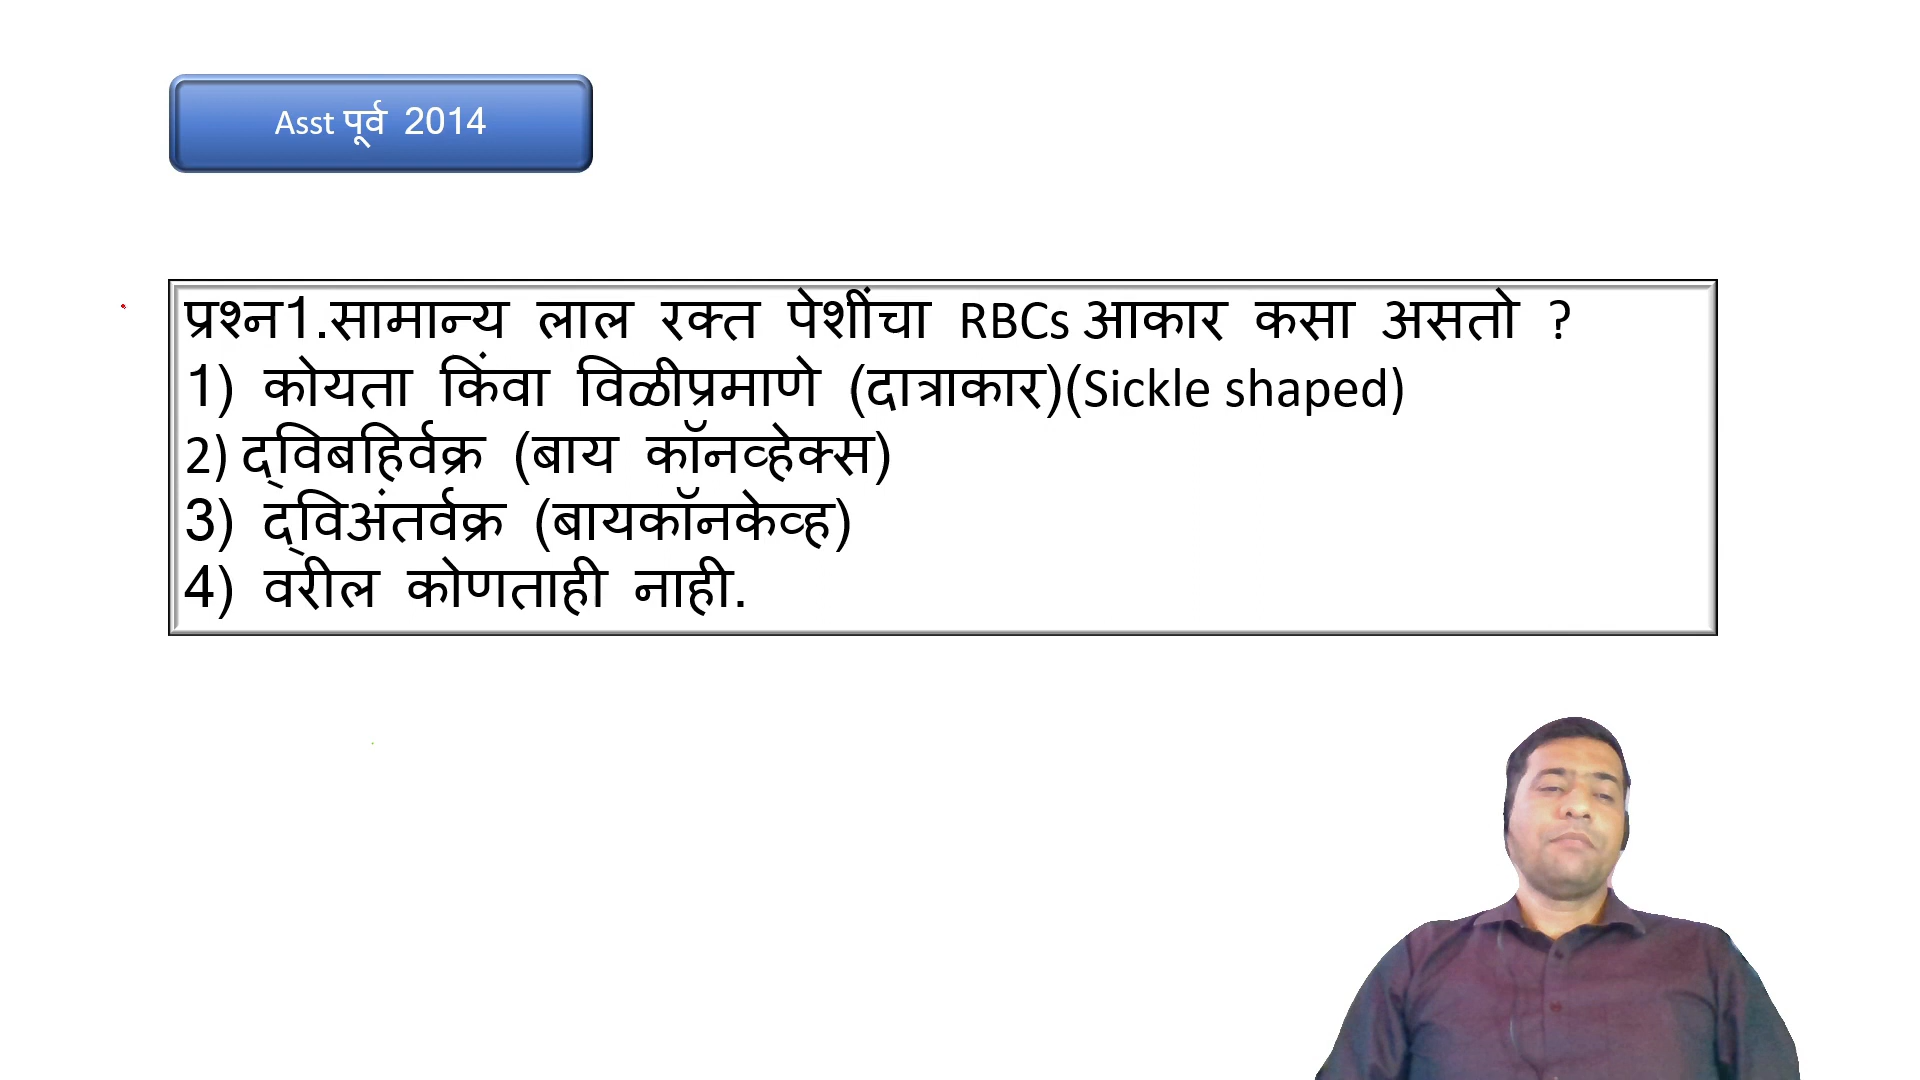 Asst पूर्व 2014
प्रश्न1.सामान्य लाल रक्त पेशींचा RBCs आकार कसा असतो ?
1) कोयता किंवा विळीप्रमाणे (दात्राकार)(Sickle shaped)
2) द्विबहिर्वक्र (बाय कॉनव्हेक्स)
3) द्विअंतर्वक्र (बायकॉनकेव्ह)
4) वरील कोणताही नाही.